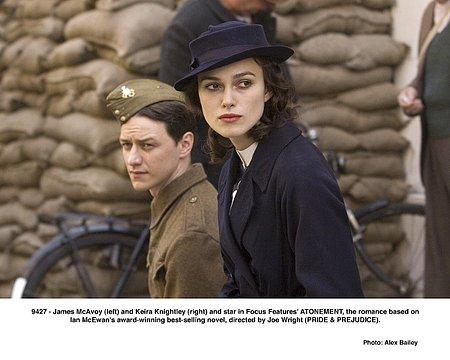 9427 - James McAvoy (left) and Keira Knightley (right) and star in Focus Features' ATONEMENT, the romance based on
Ian McEwan's award-winning best-selling novel, directed by Joe Wright (PRIDE & PREJUDICE).
Photo: Alex Bailey